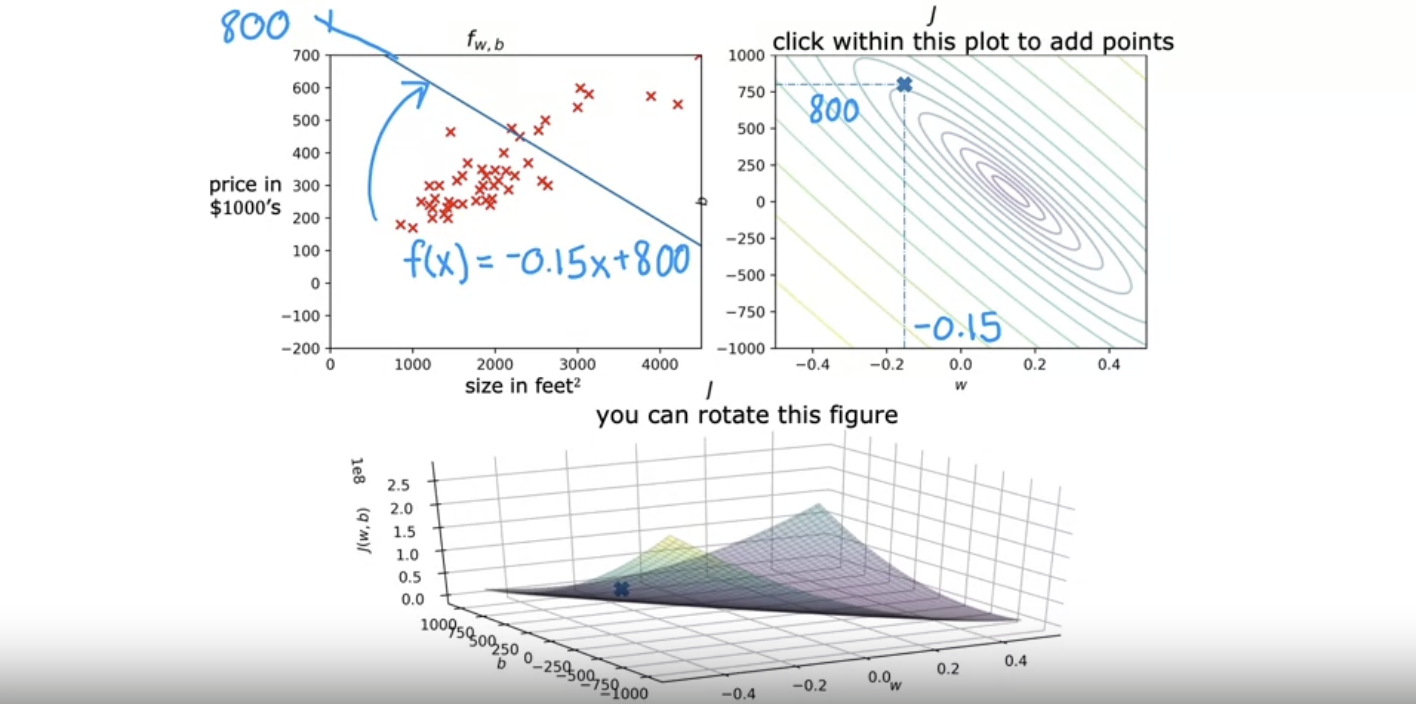 800
f w, b
700
600
500
400
300
200
100
0
−100
−200
price in
$1000's
f(x) = -0.15x+800
0 1000 2000 3000 4000
size in feet²
J
click within this plot to add points
1000
750
500
250
0
−250
−500
−750
−1000
b
800
-0.15
−0.4 −0.2 0.0 0.2 0.4
w
J
you can rotate this figure
1e8
J(w, b)
2.5
2.0
1.5
1.0
0.5
0.0
1000 750 500 250 0 −250 −500 −750 −1000
b
−0.4 −0.2 0.0 0.2 0.4
w